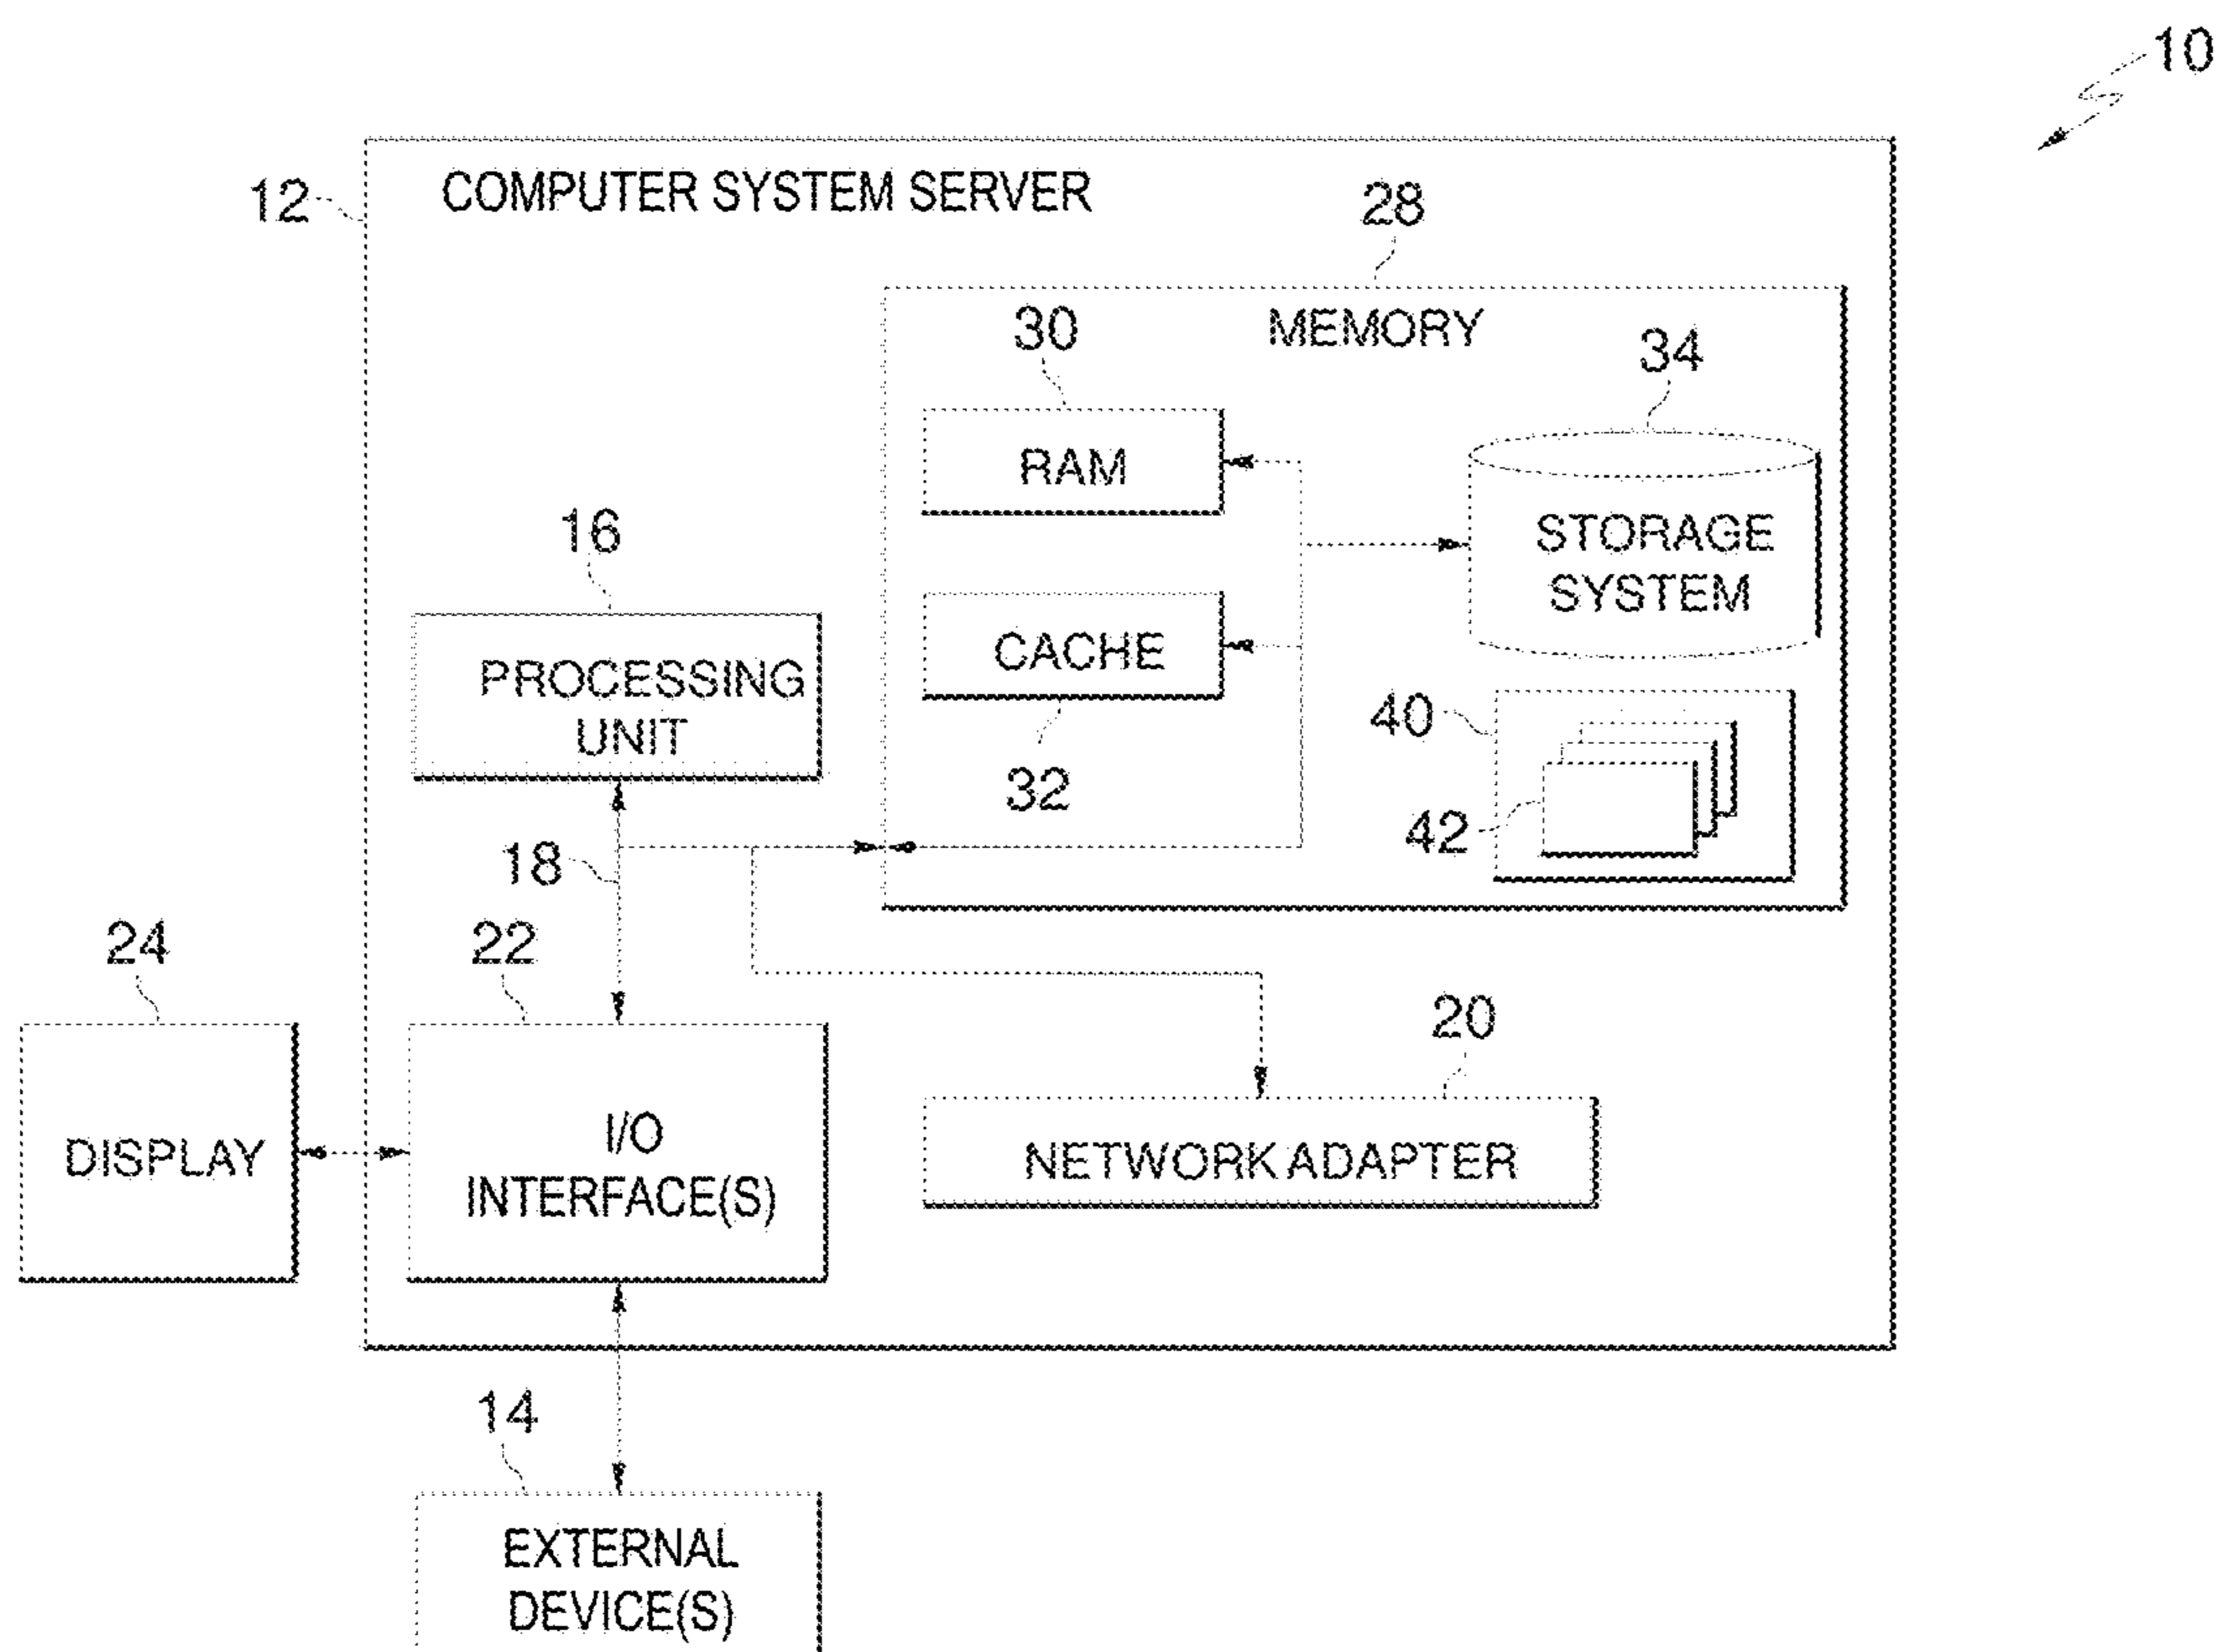 10
12
COMPUTER SYSTEM SERVER
28
MEMORY
30
34
RAM
STORAGE
SYSTEM
16
CACHE
PROCESSING
UNIT
40
32
42
18
24
22
20
DISPLAY
I/O
INTERFACE(S)
NETWORK ADAPTER
14
EXTERNAL
DEVICE(S)